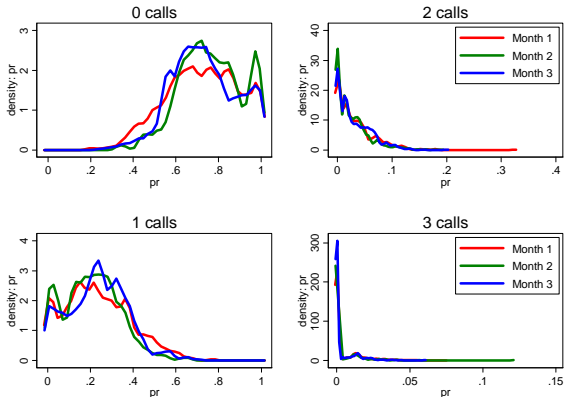 0 calls
density: pr
3
2
1
0
0 .2 .4 .6 .8 1
pr
2 calls
density: pr
40
30
20
10
0
0 .1 .2 .3 .4
pr
Month 1
Month 2
Month 3
1 calls
density: pr
4
3
2
1
0
0 .2 .4 .6 .8 1
pr
3 calls
density: pr
300
200
100
0
0 .05 .1 .15
pr
Month 1
Month 2
Month 3